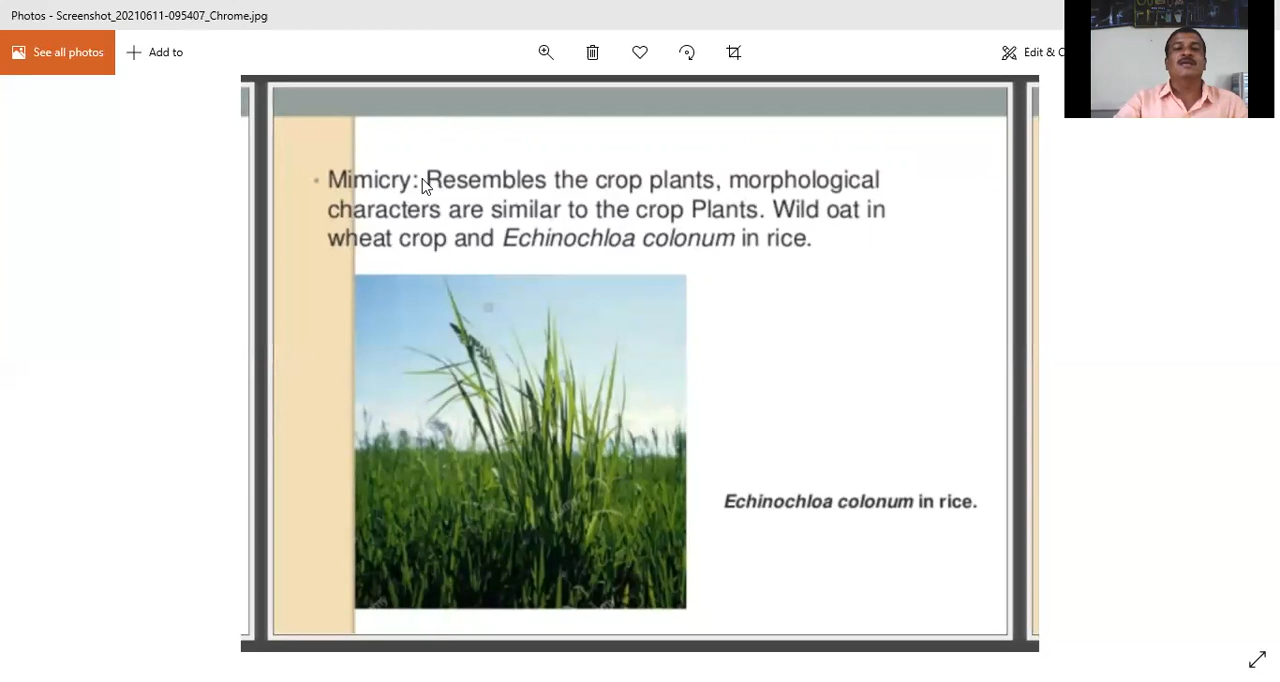 Photos - Screenshot_20210611-095407_Chrome.jpg
See all photos
Add to
Edit & C
• Mimicry: Resembles the crop plants, morphological
characters are similar to the crop Plants. Wild oat in
wheat crop and Echinochloa colonum in rice.
Echinochloa colonum in rice.